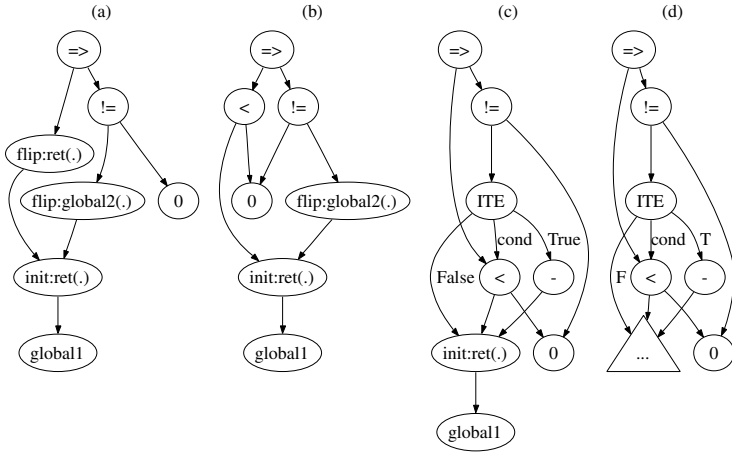 (a)
(b)
(c)
(d)
=>
=>
=>
=>
!=
<
!=
!=
!=
flip:ret(.)
flip:global2(.)
0
0
flip:global2(.)
ITE
ITE
cond
True
cond
T
init:ret(.)
init:ret(.)
False
<
-
F
<
-
global1
global1
init:ret(.)
0
...
0
global1